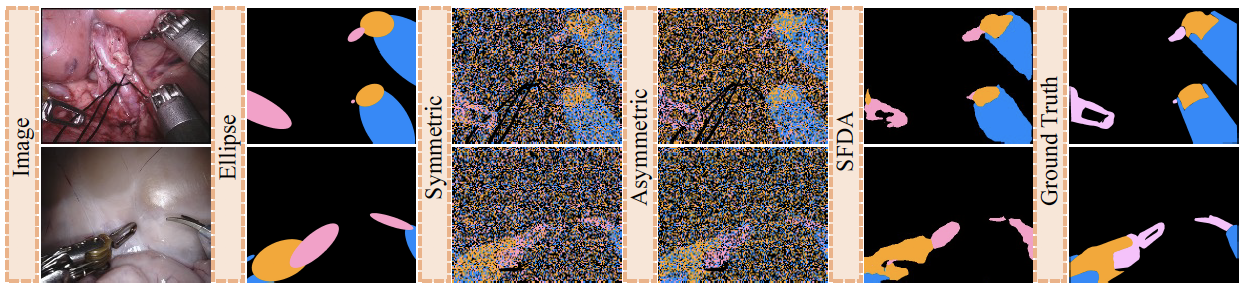 Image
Ellipse
Symmetric
Asymmetric
SFDA
Ground Truth